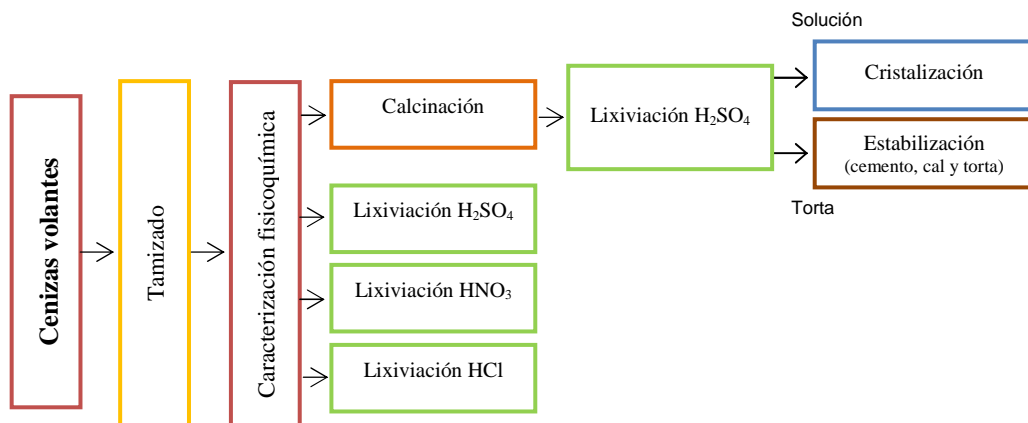 Cenizas volantes
Tamizado
Caracterización fisicoquímica
Calcinación
Lixiviación H₂SO₄
Lixiviación HNO₃
Lixiviación HCl
Lixiviación H₂SO₄
Solución
Cristalización
Estabilización
(cemento, cal y torta)
Torta